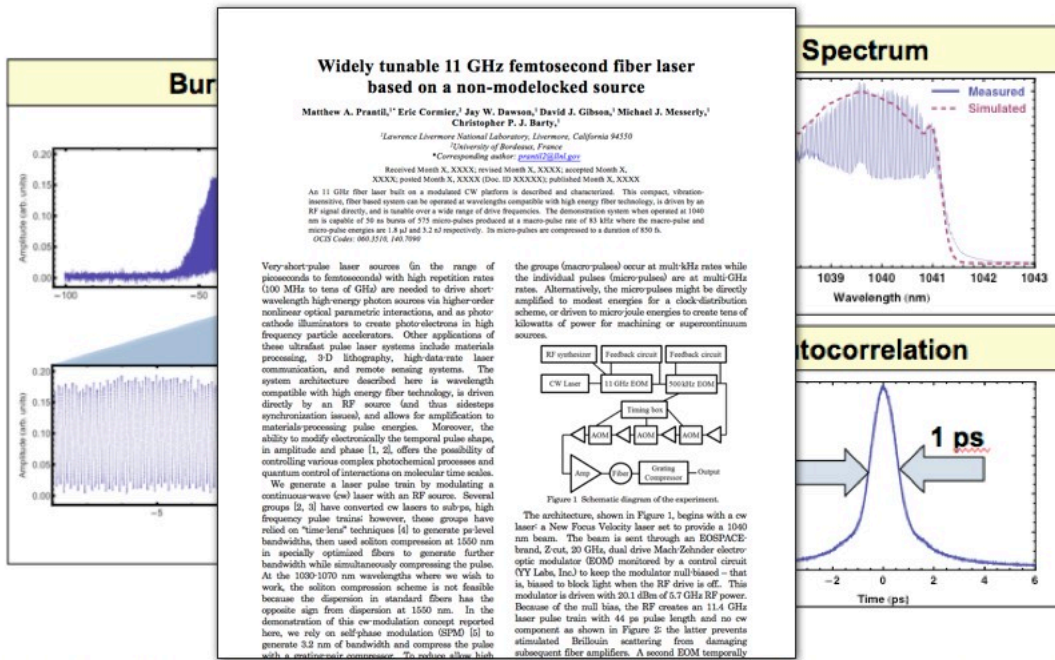 Bur
Amplitude (arb. units)
0.20
0.15
0.10
0.05
0.00
-100
-50
Amplitude (arb. units)
0.20
0.15
0.10
0.05
0.00
-5
Widely tunable 11 GHz femtosecond fiber laser
based on a non-modelocked source
Matthew A. Prantil,¹* Eric Cormier,² Jay W. Dawson,¹ David J. Gibson,¹ Michael J. Messerly,¹
Christopher P. J. Barty,¹
¹Lawrence Livermore National Laboratory, Livermore, California 94550
²University of Bordeaux, France
*Corresponding author: prantil2@llnl.gov
Received Month X, XXXX; revised Month X, XXXX; accepted Month X,
XXXX; posted Month X, XXXX (Doc. ID XXXXX); published Month X, XXXX
An 11 GHz fiber laser built on a modulated CW platform is described and characterized. This compact, vibration-
insensitive, fiber based system can be operated at wavelengths compatible with high energy fiber technology, is driven by an
RF signal directly, and is tunable over a wide range of drive frequencies. The demonstration system when operated at 1040
nm is capable of 50 ns bursts of 575 micro-pulses produced at a macro-pulse rate of 83 kHz where the macro-pulse and
micro-pulse energies are 1.8 μJ and 3.2 nJ respectively. Its micro-pulses are compressed to a duration of 850 fs.
OCIS Codes: 060.3510, 140.7090
Very-short-pulse laser sources (in the range of
picoseconds to femtoseconds) with high repetition rates
(100 MHz to tens of GHz) are needed to drive short-
wavelength high-energy photon sources via higher-order
nonlinear optical parametric interactions, and as photo-
cathode illuminators to create photo-electrons in high
frequency particle accelerators. Other applications of
these ultrafast pulse laser systems include materials
processing, 3-D lithography, high-data-rate laser
communication, and remote sensing systems. The
system architecture described here is wavelength
compatible with high energy fiber technology, is driven
directly by an RF source (and thus sidesteps
synchronization issues), and allows for amplification to
materials-processing pulse energies. Moreover, the
ability to modify electronically the temporal pulse shape,
in amplitude and phase [1, 2], offers the possibility of
controlling various complex photochemical processes and
quantum control of interactions on molecular time scales.
We generate a laser pulse train by modulating a
continuous-wave (cw) laser with an RF source. Several
groups [2, 3] have converted cw lasers to sub-ps, high
frequency pulse trains; however, these groups have
relied on "time-lens" techniques [4] to generate ps-level
bandwidths, then used soliton compression at 1550 nm
in specially optimized fibers to generate further
bandwidth while simultaneously compressing the pulse.
At the 1030-1070 nm wavelengths where we wish to
work, the soliton compression scheme is not feasible
because the dispersion in standard fibers has the
opposite sign from dispersion at 1550 nm. In the
demonstration of this cw-modulation concept reported
here, we rely on self-phase modulation (SPM) [5] to
generate 3.2 nm of bandwidth and compress the pulse
with a grating-pair compressor. To reduce allow high
the groups (macro-pulses) occur at mult-kHz rates while
the individual pulses (micro-pulses) are at multi-GHz
rates. Alternatively, the micro-pulses might be directly
amplified to modest energies for a clock-distribution
scheme, or driven to micro-joule energies to create tens of
kilowatts of power for machining or supercontinuum
sources.
RF synthesizer Feedback circuit Feedback circuit
CW Laser 11 GHz EOM 500 kHz EOM
Timing box
AOM AOM AOM
Amp Fiber Grating Compressor Output
Figure 1 Schematic diagram of the experiment.
The architecture, shown in Figure 1, begins with a cw
laser: a New Focus Velocity laser set to provide a 1040
nm beam. The beam is sent through an EOSPACE-
brand, Z-cut, 20 GHz, dual drive Mach-Zehnder electro-
optic modulator (EOM) monitored by a control circuit
(YY Labs, Inc.) to keep the modulator null-biased – that
is, biased to block light when the RF drive is off.. This
modulator is driven with 20.1 dBm of 5.7 GHz RF power.
Because of the null bias, the RF creates an 11.4 GHz
laser pulse train with 44 ps pulse length and no cw
component as shown in Figure 2; the latter prevents
stimulated Brillouin scattering from damaging
subsequent fiber amplifiers. A second EOM temporally
Spectrum
Measured
Simulated
1039 1040 1041 1042 1043
Wavelength (nm)
tocorrelation
1 ps
-2 0 2 4 6
Time (ps)